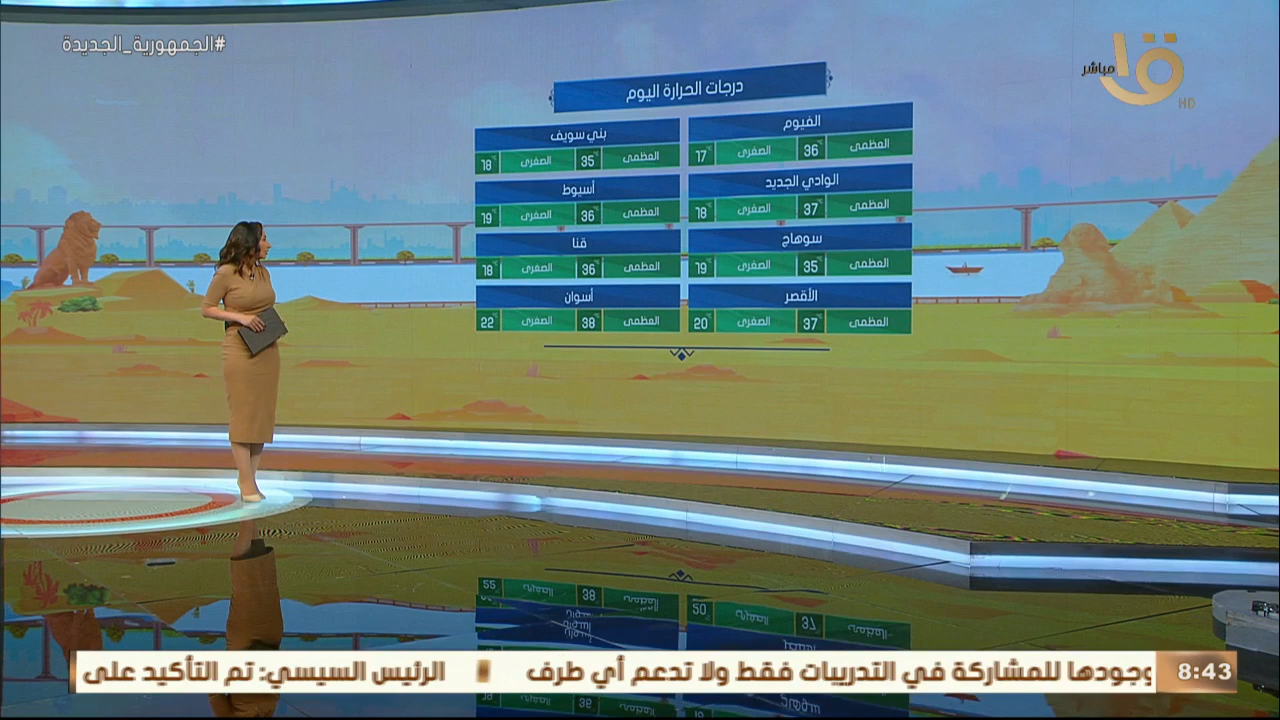 #الجمهورية_الجديدة
مباشر
HD
درجات الحرارة اليوم
الفيوم
العظمى 36°C الصغرى 17°C
بني سويف
العظمى 35°C الصغرى 18°C
الوادي الجديد
العظمى 37°C الصغرى 18°C
أسيوط
العظمى 36°C الصغرى 19°C
سوهاج
العظمى 35°C الصغرى 19°C
قنا
العظمى 36°C الصغرى 18°C
الأقصر
العظمى 37°C الصغرى 20°C
أسوان
العظمى 38°C الصغرى 22°C
8:43
وجودها للمشاركة في التدريبات فقط ولا تدعم أي طرف الرئيس السيسي: تم التأكيد على